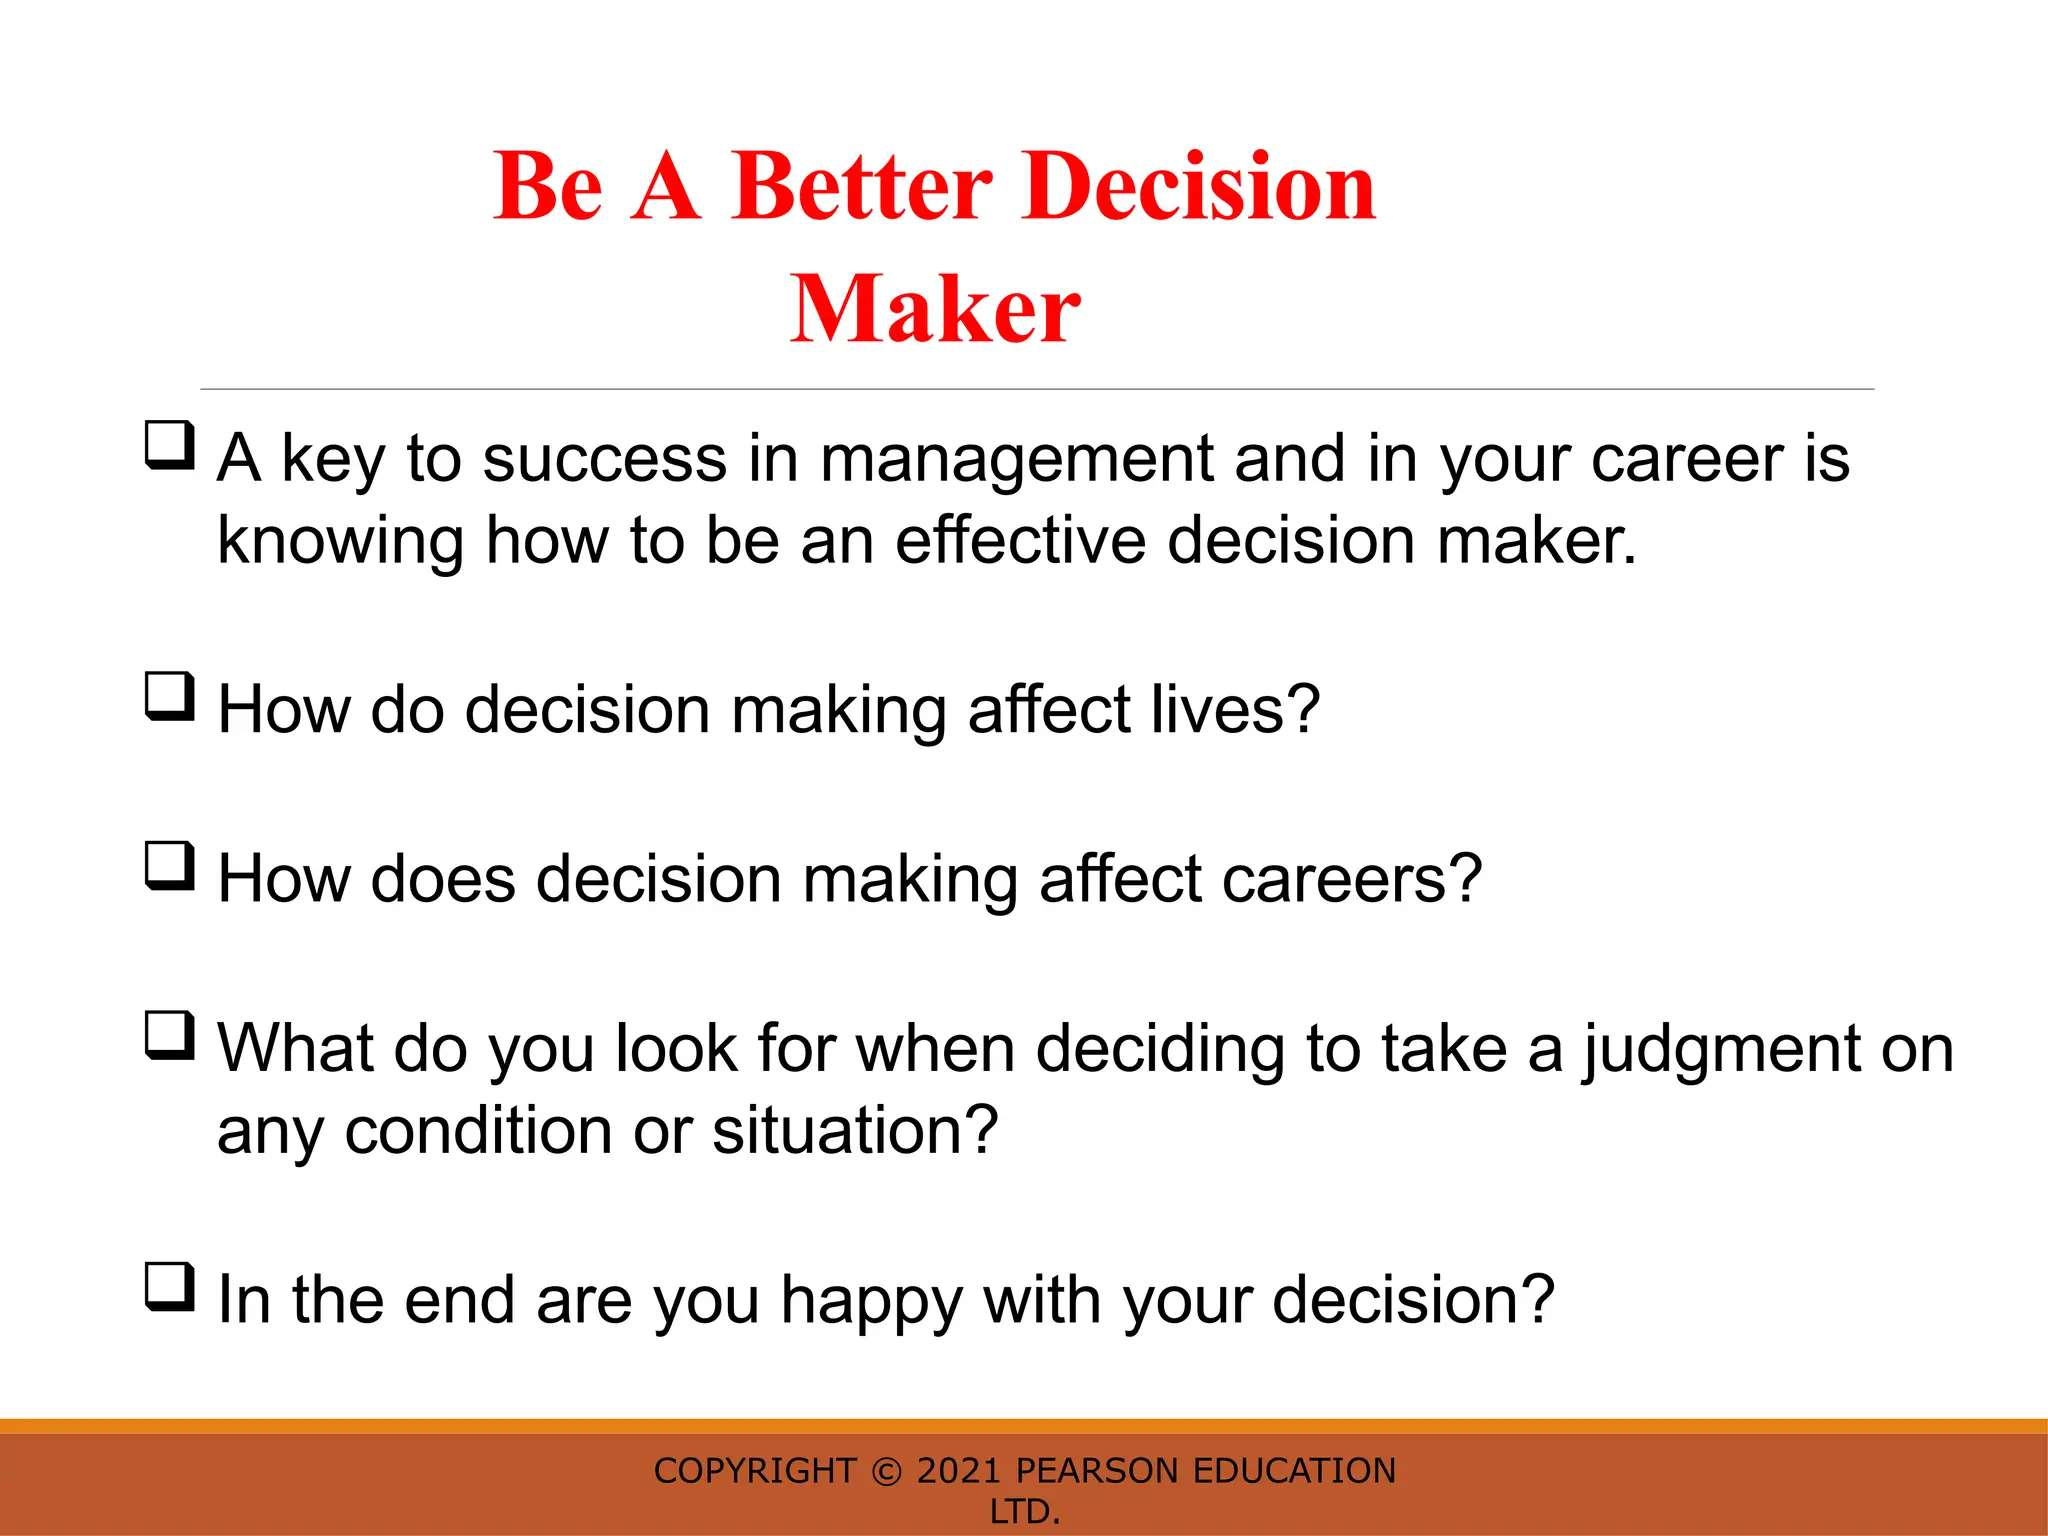 Be A Better Decision
Maker
A key to success in management and in your career is
knowing how to be an effective decision maker.
How do decision making affect lives?
How does decision making affect careers?
What do you look for when deciding to take a judgment on
any condition or situation?
In the end are you happy with your decision?
COPYRIGHT © 2021 PEARSON EDUCATION
LTD.